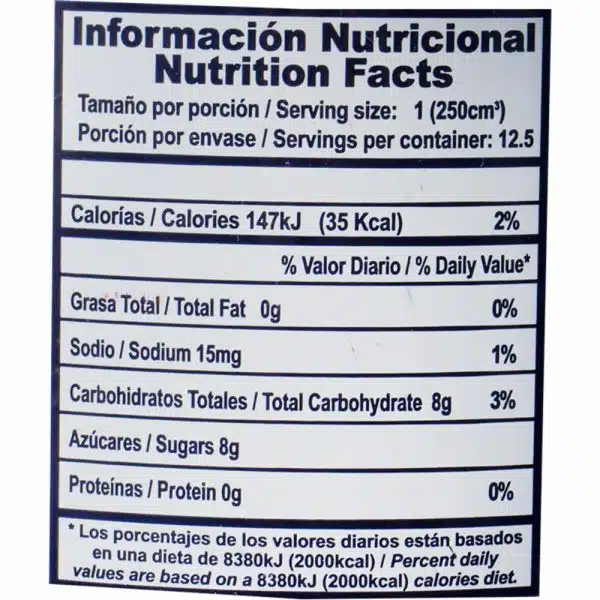 Información Nutricional
Nutrition Facts
Tamaño por porción / Serving size: 1 (250cm³)
Porción por envase / Servings per container: 12.5
Calorías / Calories 147kJ (35 Kcal) 2%
% Valor Diario / % Daily Value*
Grasa Total / Total Fat 0g 0%
Sodio / Sodium 15mg 1%
Carbohidratos Totales / Total Carbohydrate 8g 3%
Azúcares / Sugars 8g
Proteínas / Protein 0g 0%
* Los porcentajes de los valores diarios están basados
en una dieta de 8380kJ (2000kcal) / Percent daily
values are based on a 8380kJ (2000kcal) calories diet.